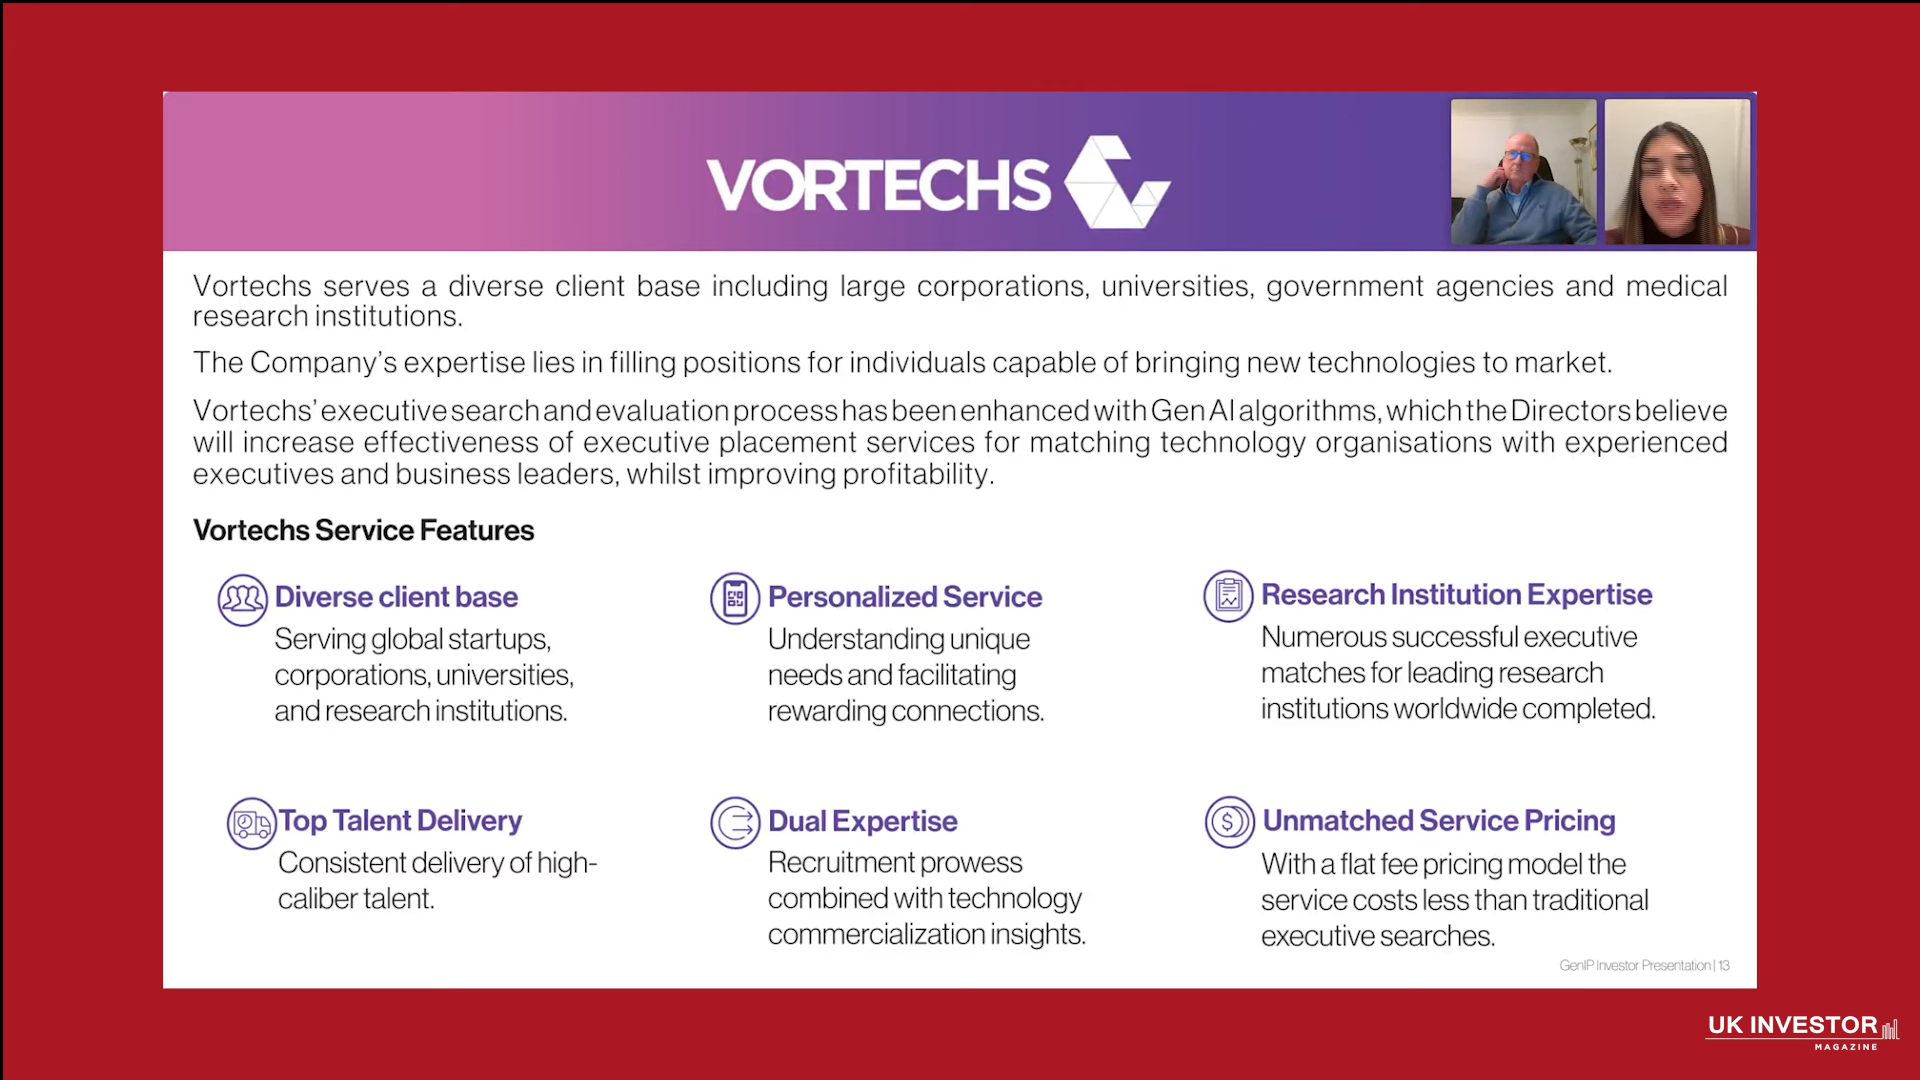 VORTECHS
Vortechs serves a diverse client base including large corporations, universities, government agencies and medical
research institutions.
The Company's expertise lies in filling positions for individuals capable of bringing new technologies to market.
Vortechs' executive search and evaluation process has been enhanced with Gen AI algorithms, which the Directors believe
will increase effectiveness of executive placement services for matching technology organisations with experienced
executives and business leaders, whilst improving profitability.
Vortechs Service Features
Diverse client base
Serving global startups,
corporations, universities,
and research institutions.
Personalized Service
Understanding unique
needs and facilitating
rewarding connections.
Research Institution Expertise
Numerous successful executive
matches for leading research
institutions worldwide completed.
Top Talent Delivery
Consistent delivery of high-
caliber talent.
Dual Expertise
Recruitment prowess
combined with technology
commercialization insights.
Unmatched Service Pricing
With a flat fee pricing model the
service costs less than traditional
executive searches.
GenIP Investor Presentation | 13
UK INVESTOR
MAGAZINE